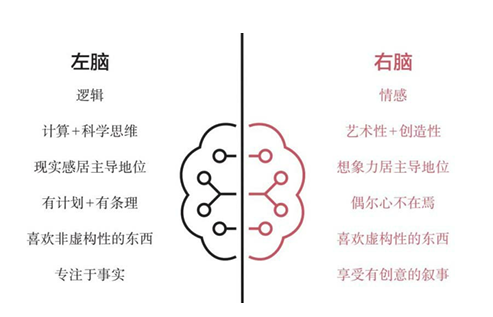 左脑
逻辑
计算+科学思维
现实感居主导地位
有计划+有条理
喜欢非虚构性的东西
专注于事实
右脑
情感
艺术性+创造性
想象力居主导地位
偶尔心不在焉
喜欢虚构性的东西
享受有创意的叙事